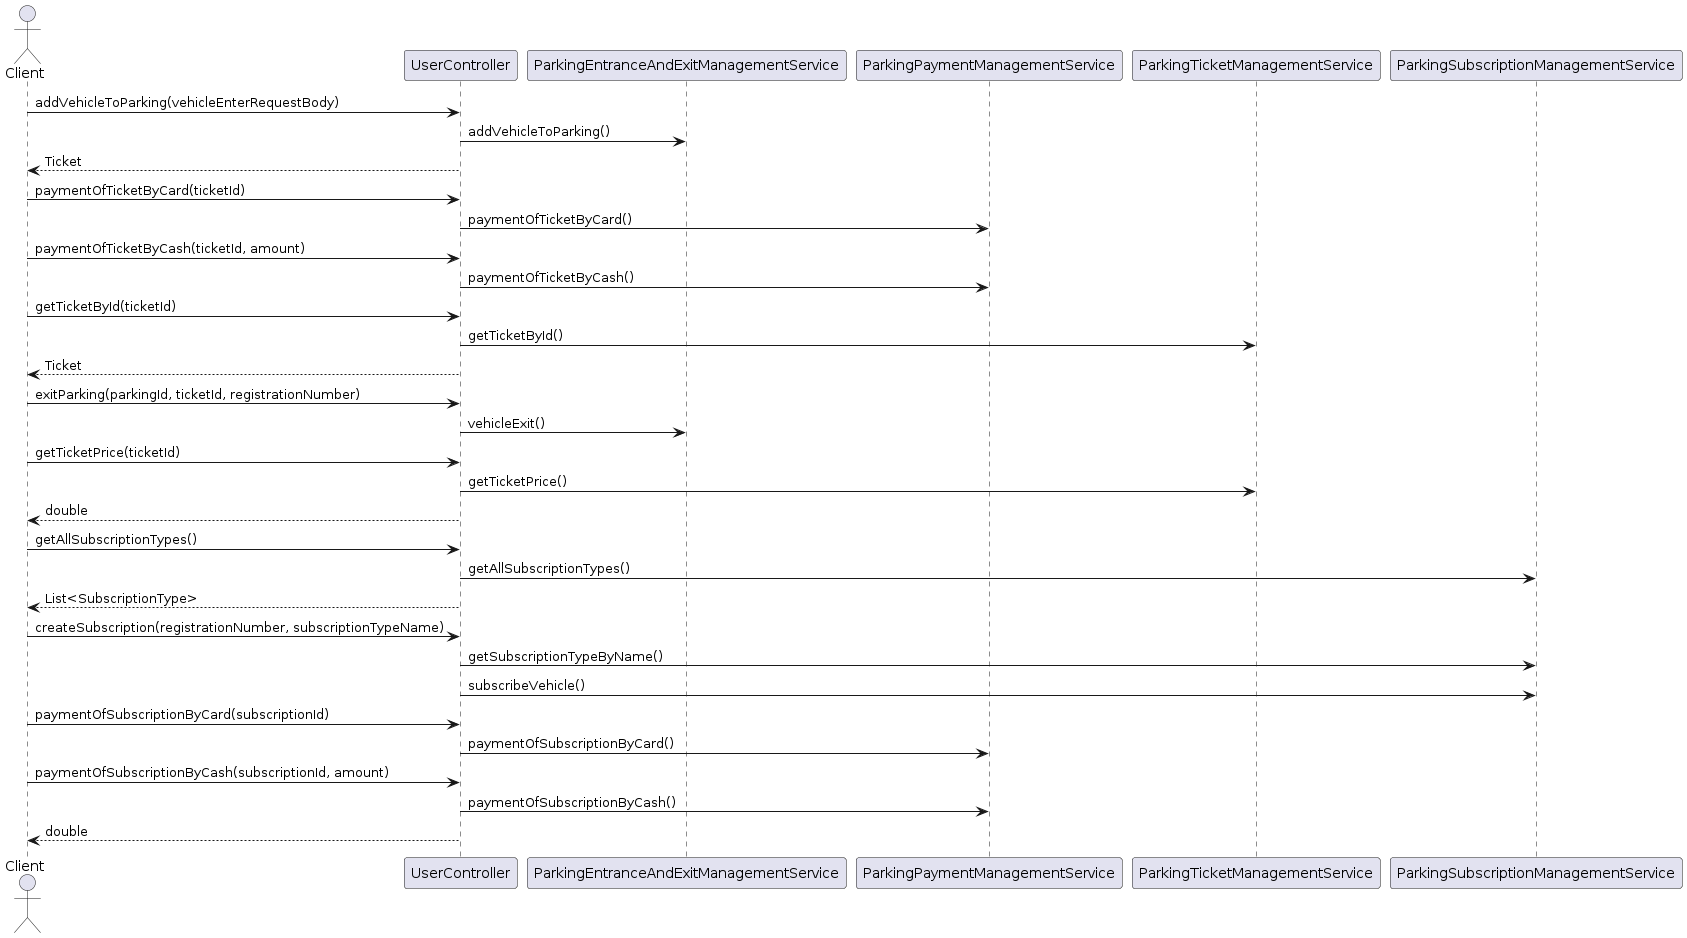 Client
UserController
ParkingEntranceAndExitManagementService
ParkingPaymentManagementService
ParkingTicketManagementService
ParkingSubscriptionManagementService
addVehicleToParking(vehicleEnterRequestBody)
addVehicleToParking()
Ticket
paymentOfTicketByCard(ticketId)
paymentOfTicketByCard()
paymentOfTicketByCash(ticketId, amount)
paymentOfTicketByCash()
getTicketById(ticketId)
getTicketById()
Ticket
exitParking(parkingId, ticketId, registrationNumber)
vehicleExit()
getTicketPrice(ticketId)
getTicketPrice()
double
getAllSubscriptionTypes()
getAllSubscriptionTypes()
List<SubscriptionType>
createSubscription(registrationNumber, subscriptionTypeName)
getSubscriptionTypeByName()
subscribeVehicle()
paymentOfSubscriptionByCard(subscriptionId)
paymentOfSubscriptionByCard()
paymentOfSubscriptionByCash(subscriptionId, amount)
paymentOfSubscriptionByCash()
double
Client
UserController
ParkingEntranceAndExitManagementService
ParkingPaymentManagementService
ParkingTicketManagementService
ParkingSubscriptionManagementService